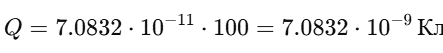 Q = 7.0832 · 10⁻¹¹ · 100 = 7.0832 · 10⁻⁹ Кл